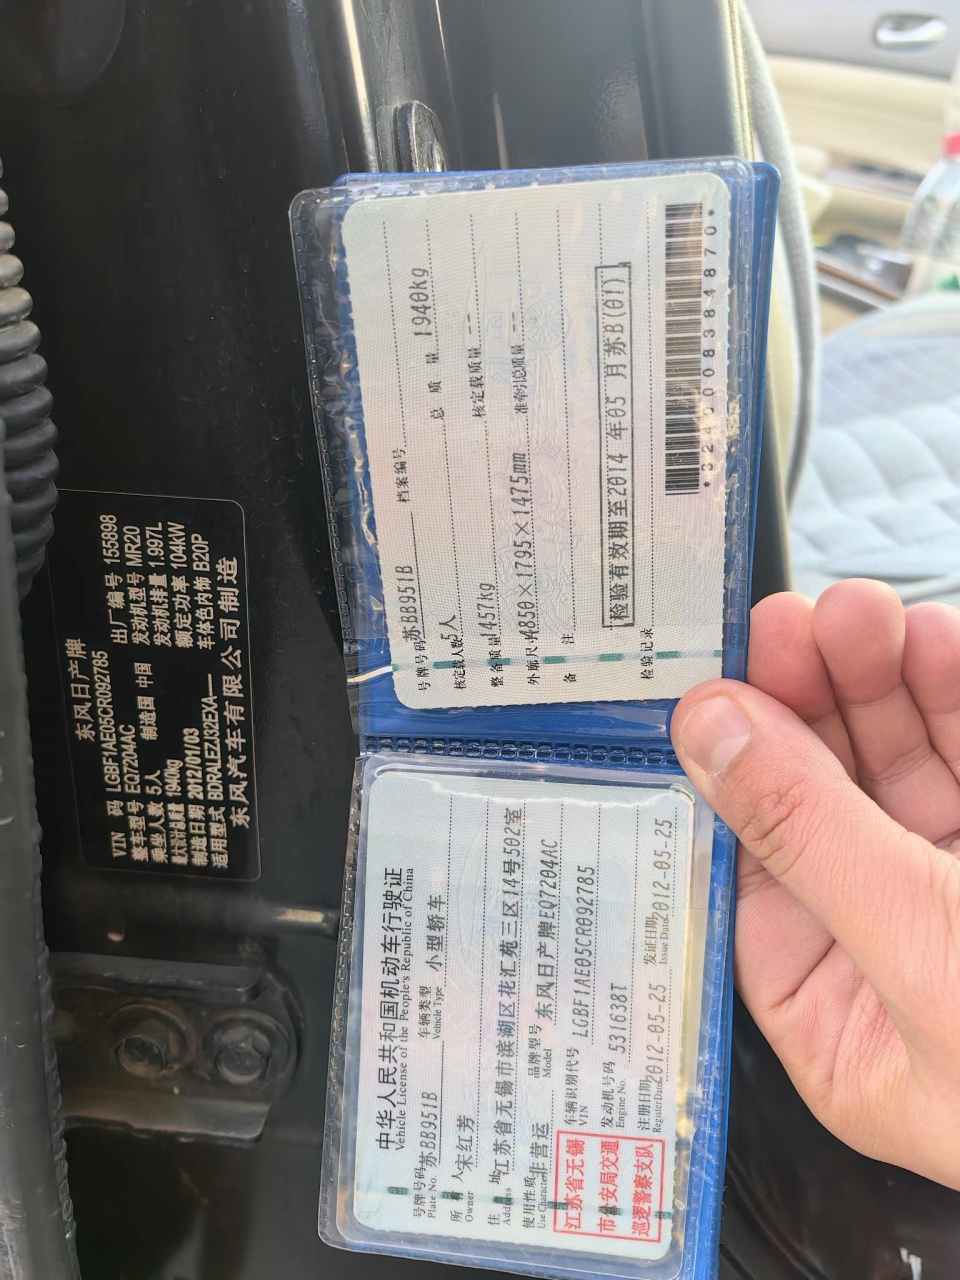 东风日产牌
VIN 码 LGBF1AE05CR092785 出厂编号 155898
整车型号 EQ7204AC 发动机型号 MR20
乘坐人数 5人 制造国 中国 发动机排量 1.997L
最大设计总质量 1940kg 额定功率 104kW
制造日期 2012/01/03 车体色内饰 B20P
适用型式 BDRALEZJ32EXA—
东风汽车有限公司制造
中华人民共和国机动车行驶证
Vehicle License of the People's Republic of China
号牌号码 苏BB951B 车辆类型 小型轿车
Plate No. Vehicle Type
所有人 宋红芳
Owner
住址 江苏省无锡市滨湖区花汇苑三区14号502室
Address
使用性质 非营运 品牌型号 东风日产牌EQ7204AC
Use Character Model
车辆识别代号 LGBF1AE05CR092785
VIN
发动机号码 531638T
Engine No.
注册日期 2012-05-25 发证日期 2012-05-25
Register Date Issue Date
江苏省无锡
市公安局交通
巡逻警察支队
号牌号码 苏BB951B 档案编号
核定载人数 5人 总质量 1940kg
整备质量 1457kg 核定载质量 --
外廓尺寸 4850×1795×1475mm 准牵引总质量 --
备注
检验有效期至2014年05月苏B(01)
检验记录
*3240008384870*